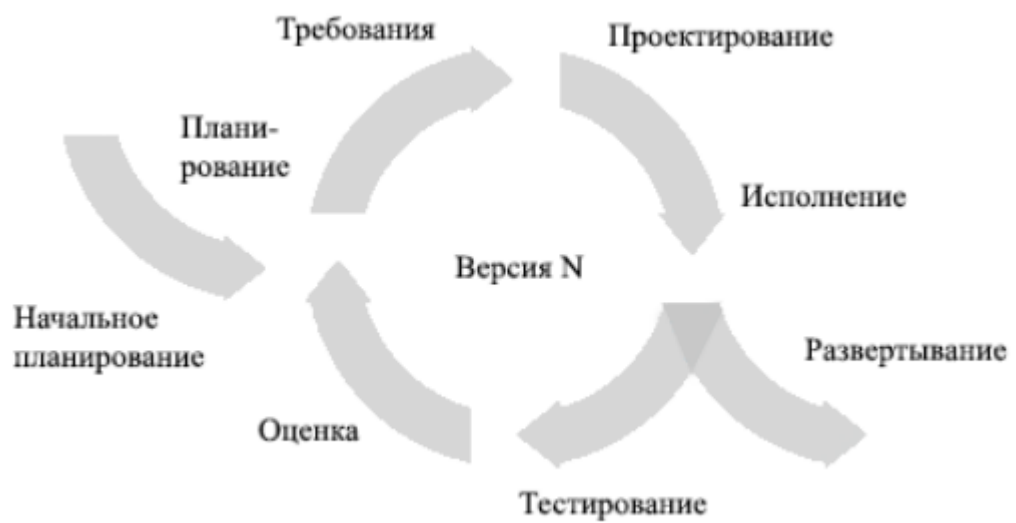 Требования
Проектирование
Плани-
рование
Исполнение
Версия N
Начальное
планирование
Развертывание
Оценка
Тестирование